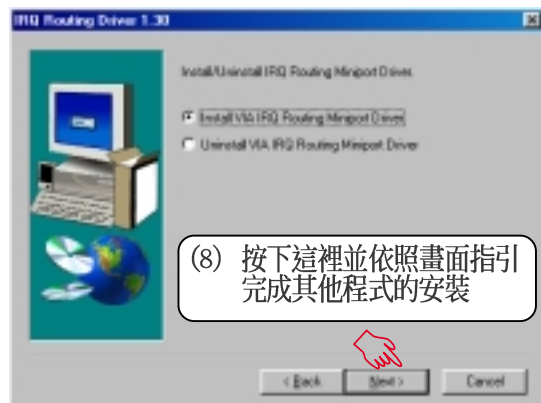 IRQ Routing Driver 1.30
Install/Uninstall IRQ Routing Miniport Driver.
Install VIA IRQ Routing Miniport Driver
Uninstall VIA IRQ Routing Miniport Driver
(8) 按下這裡並依照畫面指引
完成其他程式的安裝
< Back
Next >
Cancel